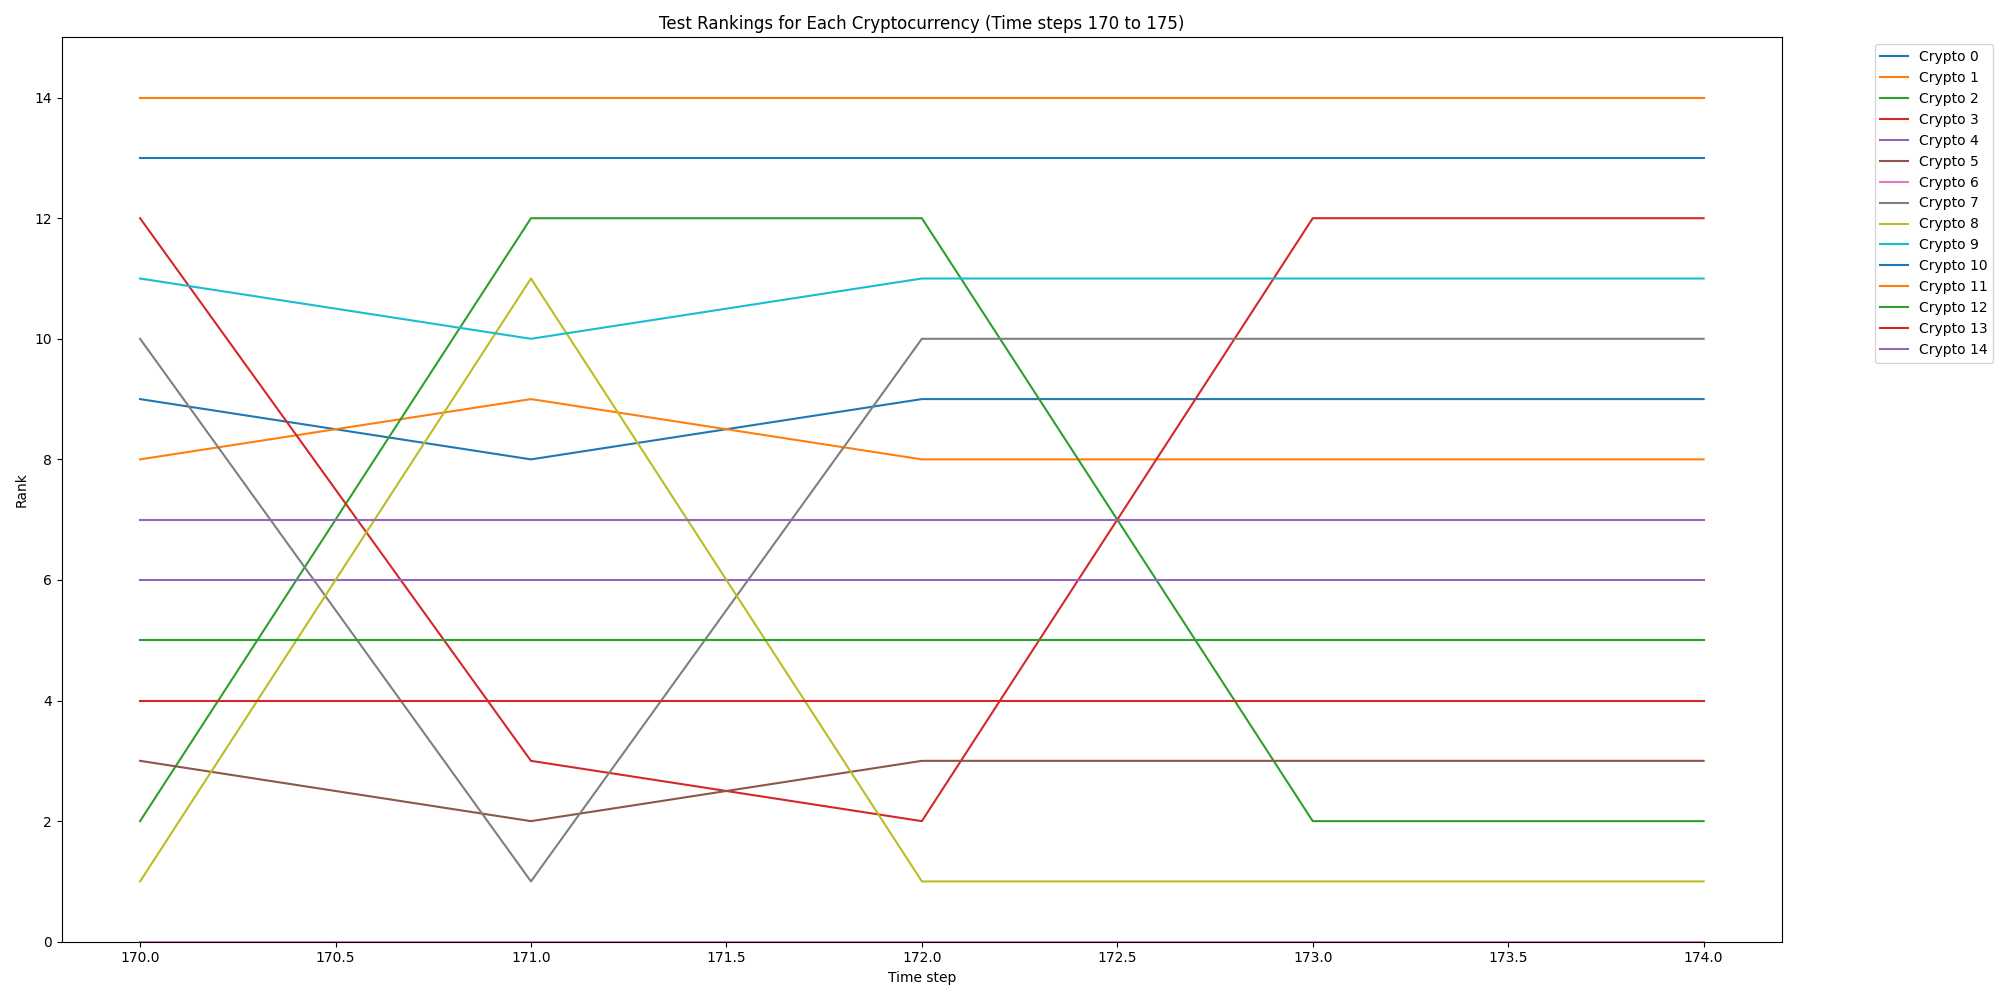 Test Rankings for Each Cryptocurrency (Time steps 170 to 175)
14
12
10
8
6
4
2
0
Rank
170.0 170.5 171.0 171.5 172.0 172.5 173.0 173.5 174.0
Time step
Crypto 0
Crypto 1
Crypto 2
Crypto 3
Crypto 4
Crypto 5
Crypto 6
Crypto 7
Crypto 8
Crypto 9
Crypto 10
Crypto 11
Crypto 12
Crypto 13
Crypto 14